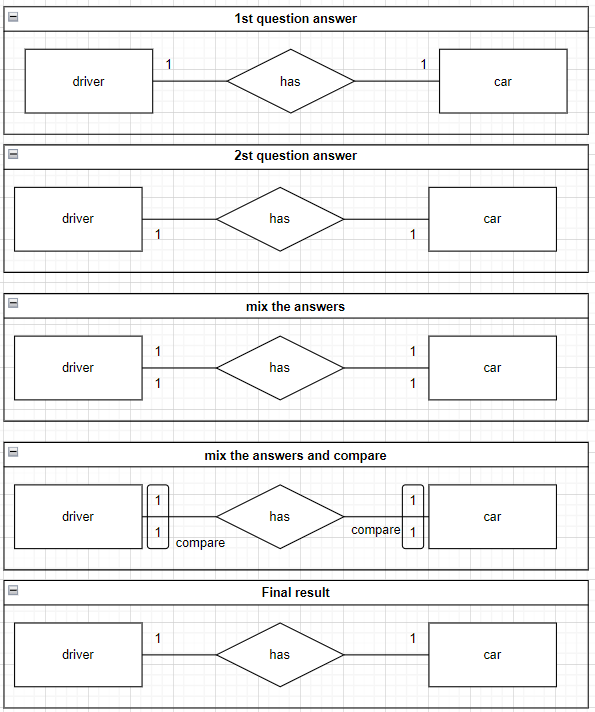 1st question answer
1 1
driver has car
2st question answer
driver has car
1 1
mix the answers
1 1
driver has car
1 1
mix the answers and compare
1 1
driver has car
1 compare 1
compare
Final result
1 1
driver has car